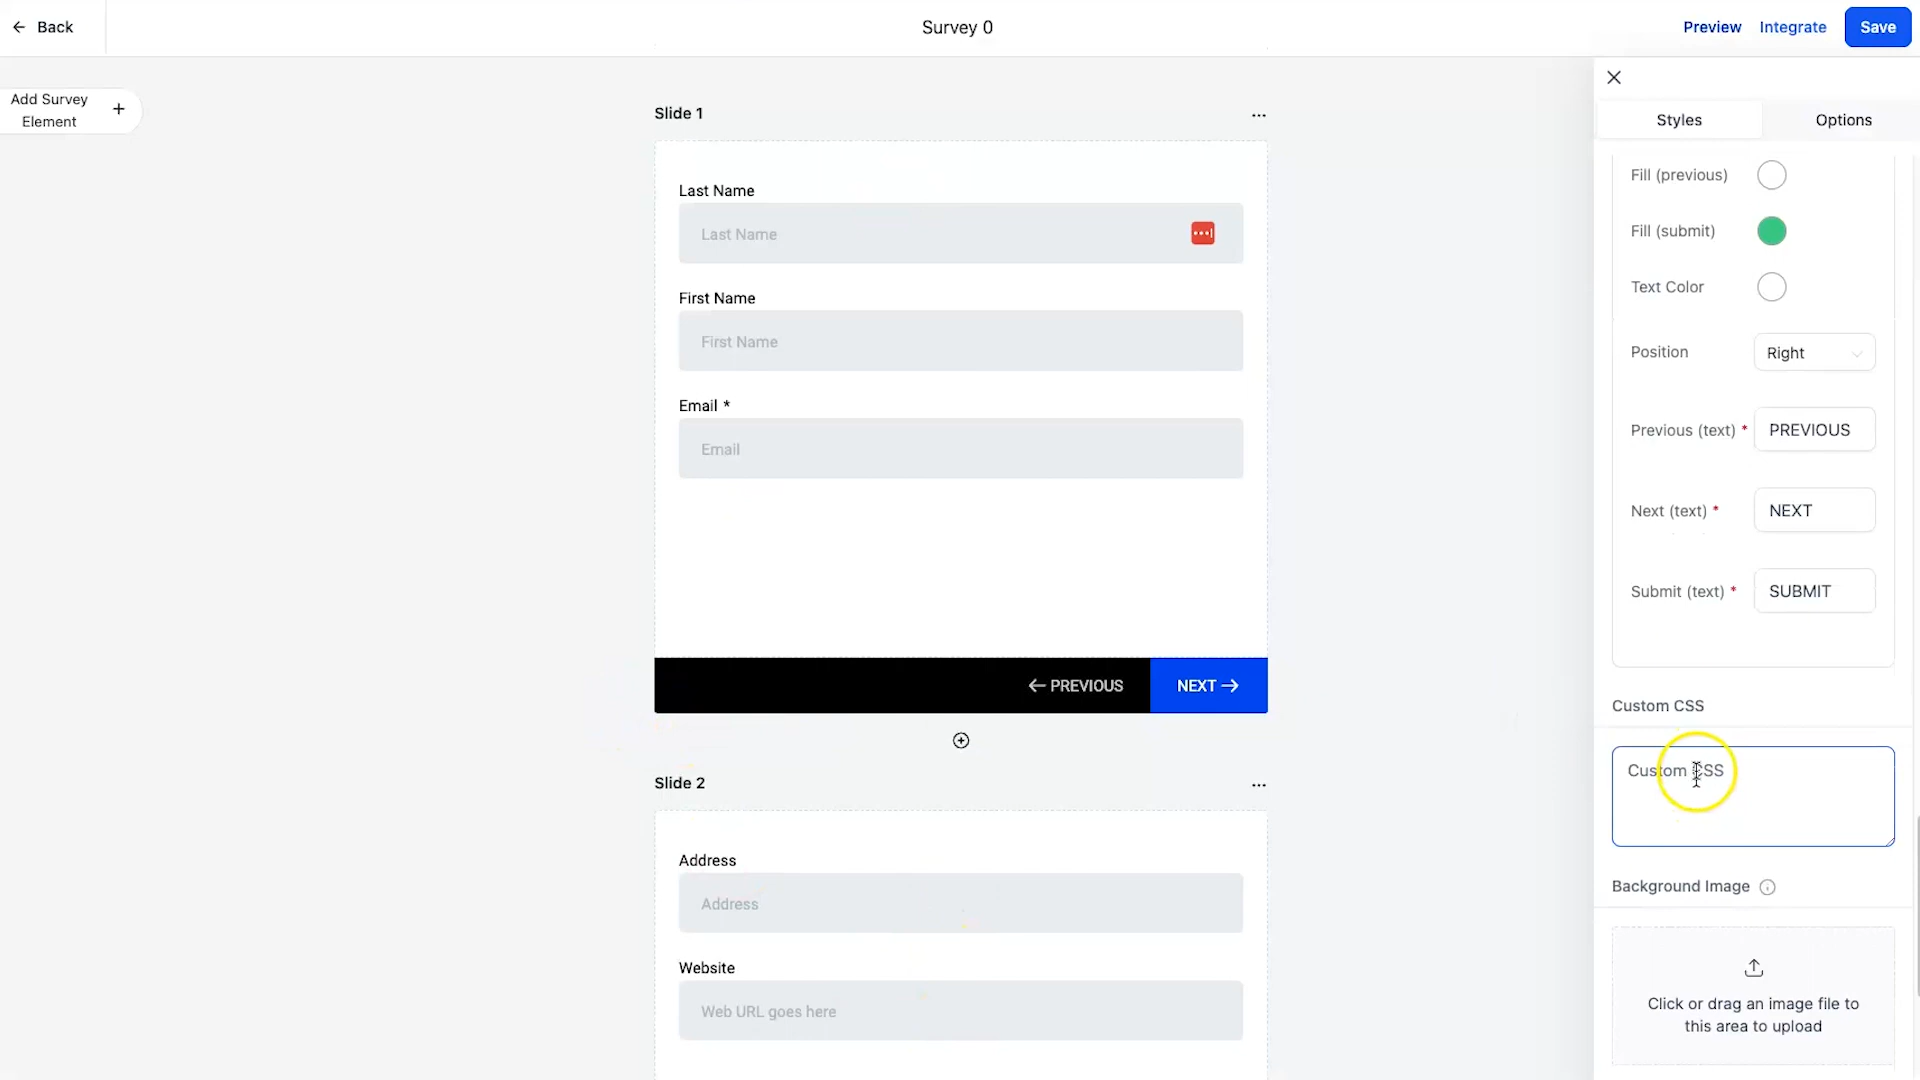 Back
Survey 0
Preview
Integrate
Save
Add Survey
Element
Slide 1
Last Name
Last Name
First Name
First Name
Email *
Email
PREVIOUS
NEXT
Slide 2
Address
Address
Website
Web URL goes here
Styles
Options
Fill (previous)
Fill (submit)
Text Color
Position
Right
Previous (text) *
PREVIOUS
Next (text) *
NEXT
Submit (text) *
SUBMIT
Custom CSS
Custom CSS
Background Image
Click or drag an image file to
this area to upload